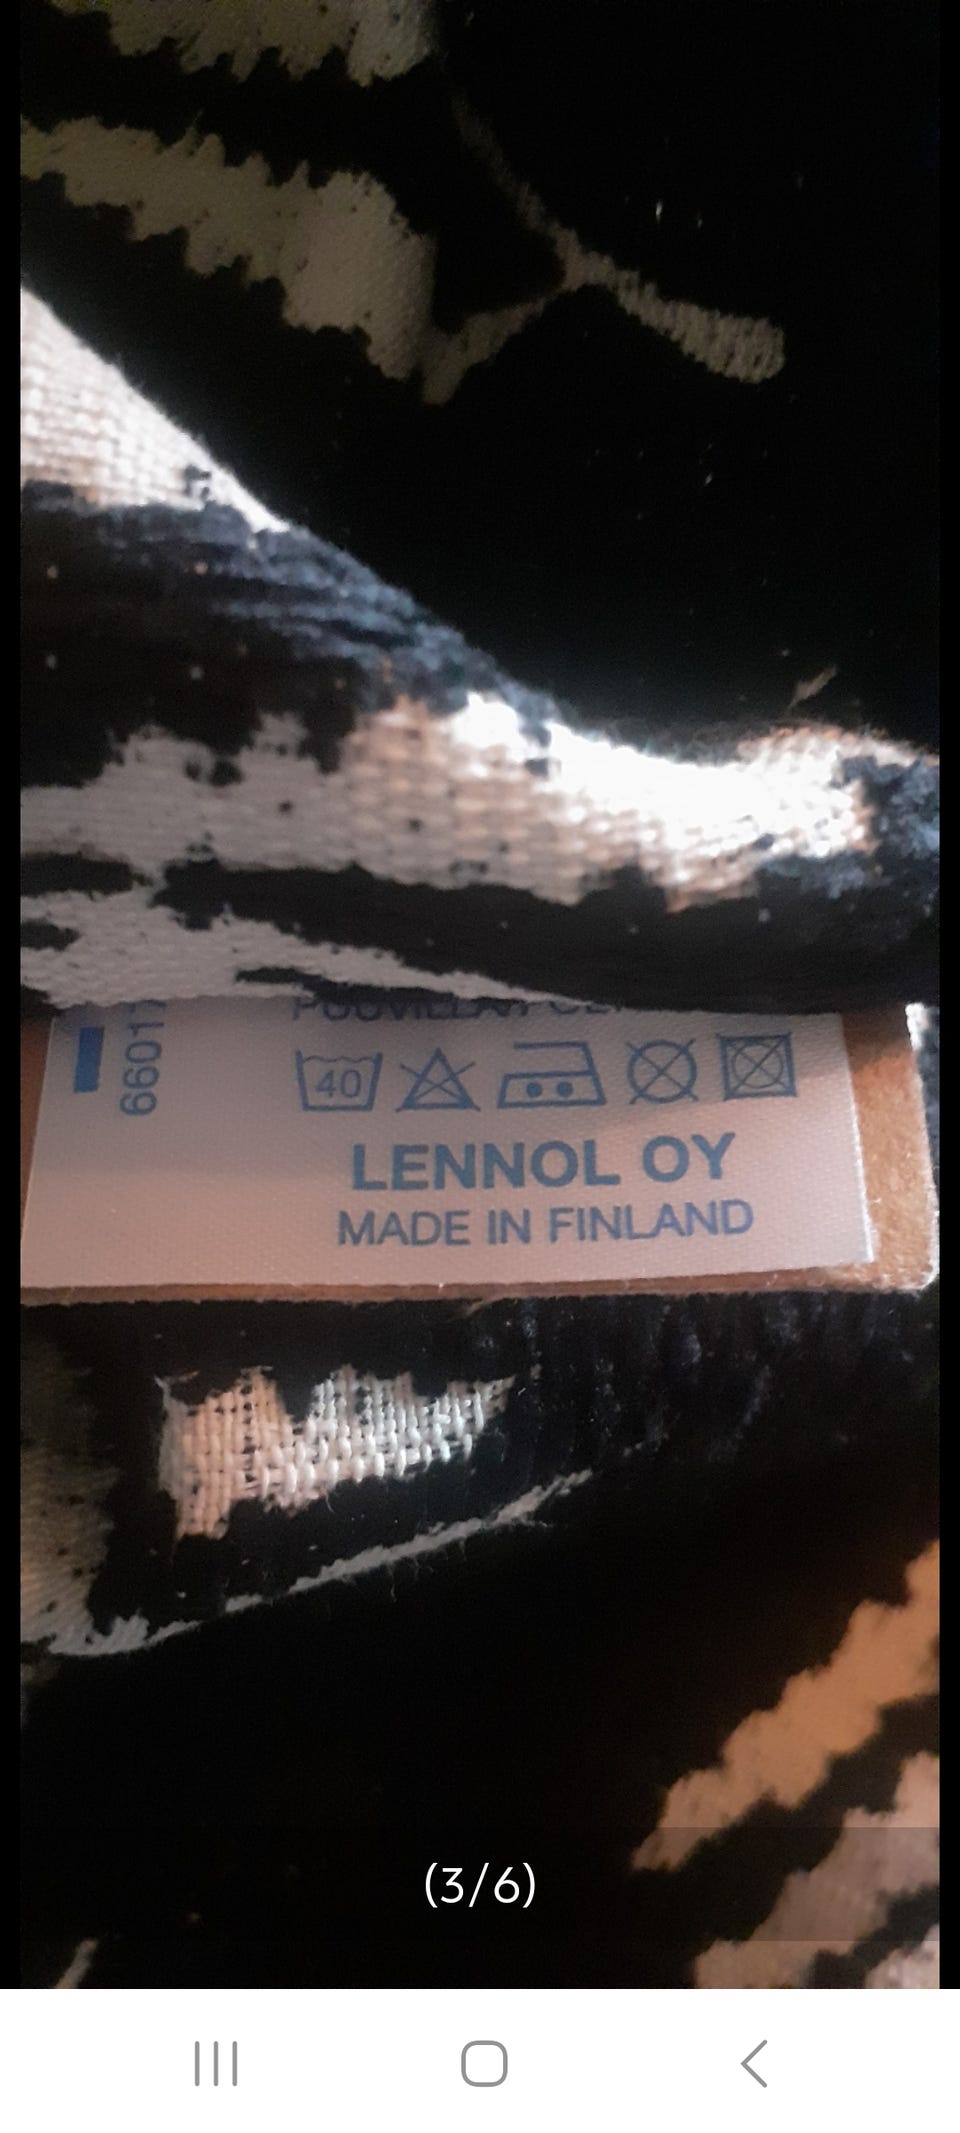 6601
40
LENNOL OY
MADE IN FINLAND
(3/6)